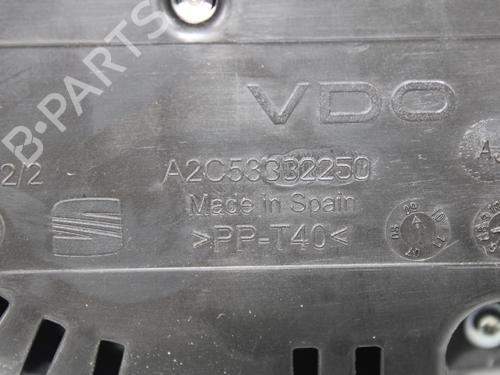 VDO
B-PARTS
2/2
A2C53332250
Made in Spain
>PP-T40<
A